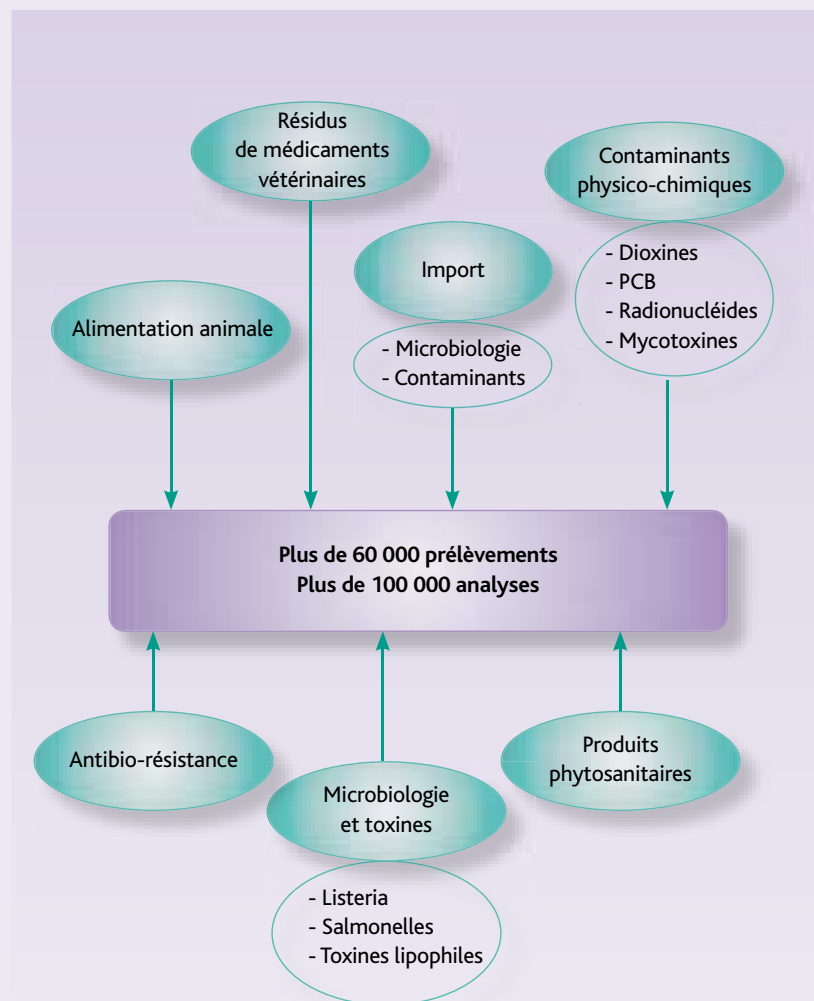 Résidus
de médicaments
vétérinaires
Contaminants
physico-chimiques
- Dioxines
- PCB
- Radionucléides
- Mycotoxines
Import
- Microbiologie
- Contaminants
Alimentation animale
Plus de 60 000 prélèvements
Plus de 100 000 analyses
Antibio-résistance
Microbiologie
et toxines
- Listeria
- Salmonelles
- Toxines lipophiles
Produits
phytosanitaires